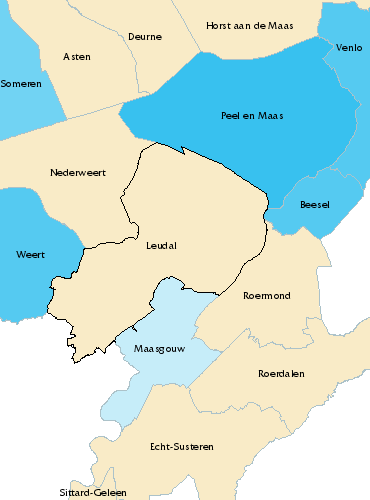 Horst aan de Maas
Deurne
Venlo
Asten
Someren
Peel en Maas
Nederweert
Beesel
Leudal
Weert
Roermond
Maasgouw
Roerdalen
Echt-Susteren
Sittard-Geleen